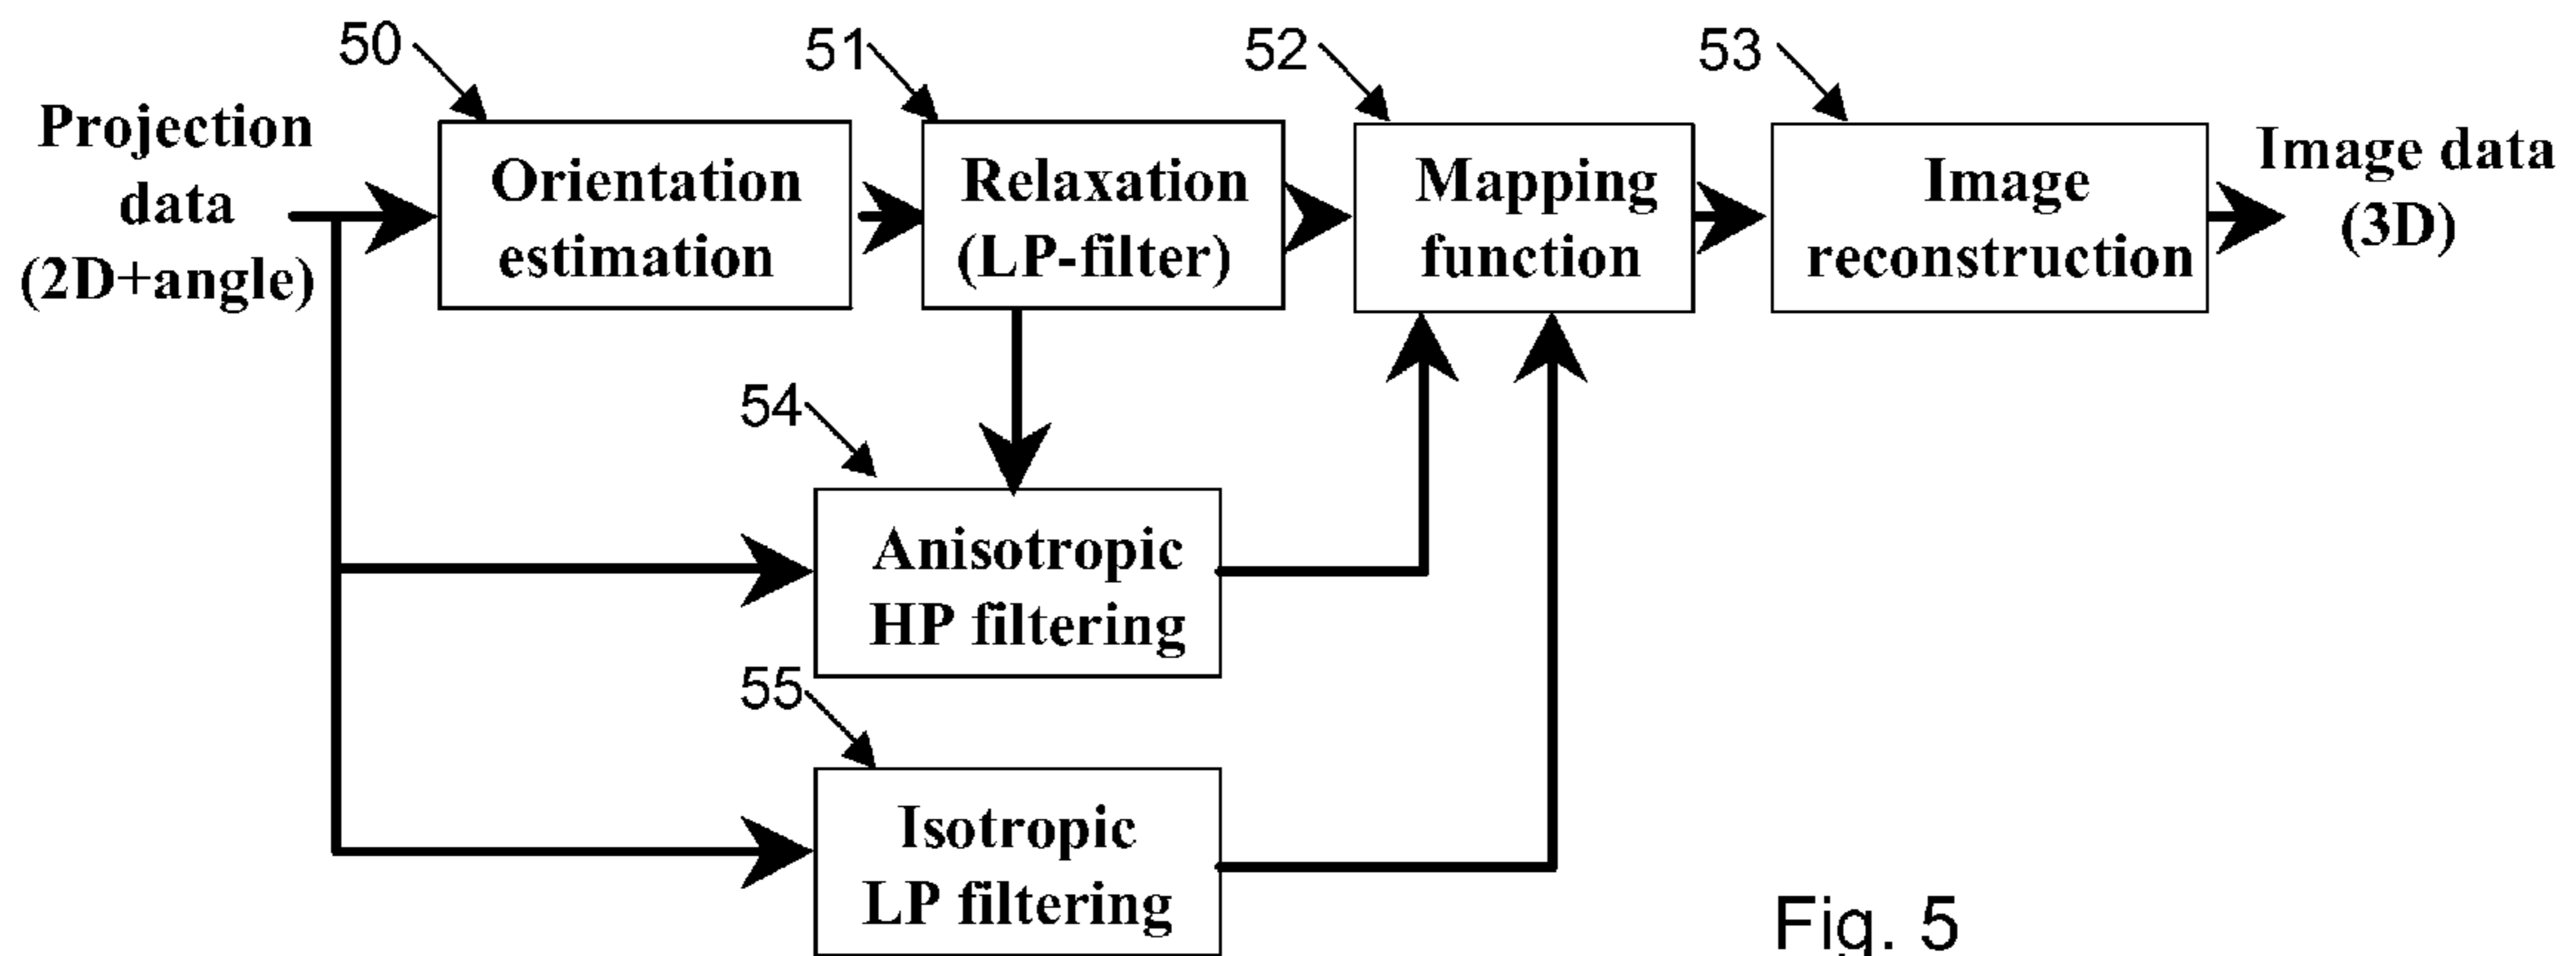 50
51
52
53
Projection
data
(2D+angle)
Orientation
estimation
Relaxation
(LP-filter)
Mapping
function
Image
reconstruction
Image data
(3D)
54
Anisotropic
HP filtering
55
Isotropic
LP filtering
Fig. 5